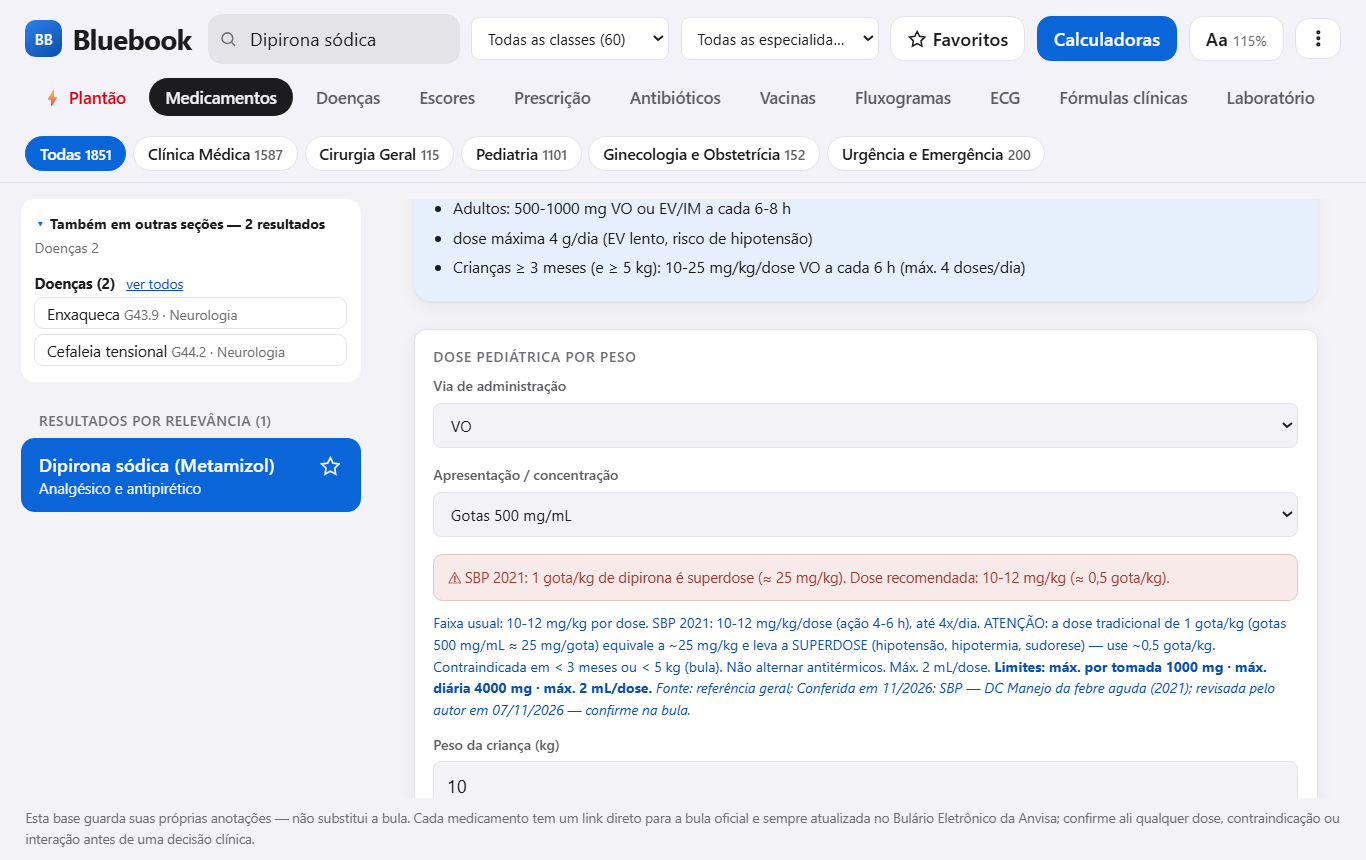 BB Bluebook
Dipirona sódica
Todas as classes (60)
Todas as especialida...
Favoritos
Calculadoras
Aa 115%
Plantão
Medicamentos
Doenças
Escores
Prescrição
Antibióticos
Vacinas
Fluxogramas
ECG
Fórmulas clínicas
Laboratório
Todas 1851
Clínica Médica 1587
Cirurgia Geral 115
Pediatria 1101
Ginecologia e Obstetrícia 152
Urgência e Emergência 200
Também em outras seções — 2 resultados
Doenças 2
Doenças (2) ver todos
Enxaqueca G43.9 · Neurologia
Cefaleia tensional G44.2 · Neurologia
RESULTADOS POR RELEVÂNCIA (1)
Dipirona sódica (Metamizol)
Analgésico e antipirético
• Adultos: 500-1000 mg VO ou EV/IM a cada 6-8 h
• dose máxima 4 g/dia (EV lento, risco de hipotensão)
• Crianças ≥ 3 meses (e ≥ 5 kg): 10-25 mg/kg/dose VO a cada 6 h (máx. 4 doses/dia)
DOSE PEDIÁTRICA POR PESO
Via de administração
VO
Apresentação / concentração
Gotas 500 mg/mL
⚠ SBP 2021: 1 gota/kg de dipirona é superdose (≈ 25 mg/kg). Dose recomendada: 10-12 mg/kg (≈ 0,5 gota/kg).
Faixa usual: 10-12 mg/kg por dose. SBP 2021: 10-12 mg/kg/dose (ação 4-6 h), até 4x/dia. ATENÇÃO: a dose tradicional de 1 gota/kg (gotas
500 mg/mL ≈ 25 mg/gota) equivale a ~25 mg/kg e leva a SUPERDOSE (hipotensão, hipotermia, sudorese) — use ~0,5 gota/kg.
Contraindicada em < 3 meses ou < 5 kg (bula). Não alternar antitérmicos. Máx. 2 mL/dose. Limites: máx. por tomada 1000 mg · máx.
diária 4000 mg · máx. 2 mL/dose. Fonte: referência geral; Conferida em 11/2026: SBP — DC Manejo da febre aguda (2021); revisada pelo
autor em 07/11/2026 — confirme na bula.
Peso da criança (kg)
10
Esta base guarda suas próprias anotações — não substitui a bula. Cada medicamento tem um link direto para a bula oficial e sempre atualizada no Bulário Eletrônico da Anvisa; confirme ali qualquer dose, contraindicação ou
interação antes de uma decisão clínica.